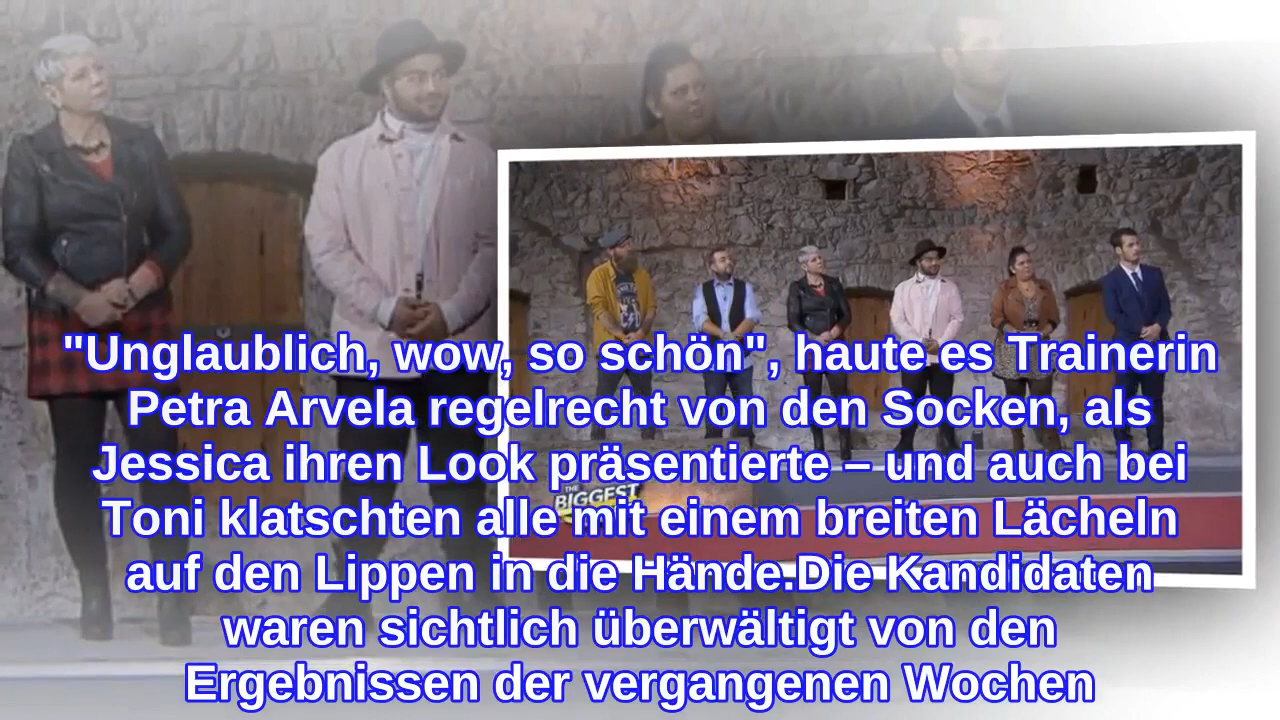 "Unglaublich, wow, so schön", haute es Trainerin
Petra Arvela regelrecht von den Socken, als
Jessica ihren Look präsentierte – und auch bei
Toni klatschten alle mit einem breiten Lächeln
auf den Lippen in die Hände.Die Kandidaten
waren sichtlich überwältigt von den
Ergebnissen der vergangenen Wochen
THE
BIGGEST